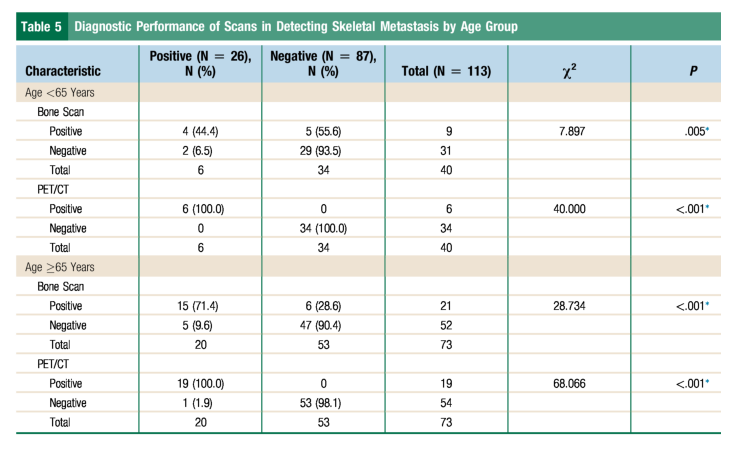 Table 5 Diagnostic Performance of Scans in Detecting Skeletal Metastasis by Age Group
Characteristic Positive (N = 26), N (%) Negative (N = 87), N (%) Total (N = 113) χ² P
Age <65 Years
Bone Scan
Positive 4 (44.4) 5 (55.6) 9 7.897 .005*
Negative 2 (6.5) 29 (93.5) 31
Total 6 34 40
PET/CT
Positive 6 (100.0) 0 6 40.000 <.001*
Negative 0 34 (100.0) 34
Total 6 34 40
Age ≥65 Years
Bone Scan
Positive 15 (71.4) 6 (28.6) 21 28.734 <.001*
Negative 5 (9.6) 47 (90.4) 52
Total 20 53 73
PET/CT
Positive 19 (100.0) 0 19 68.066 <.001*
Negative 1 (1.9) 53 (98.1) 54
Total 20 53 73